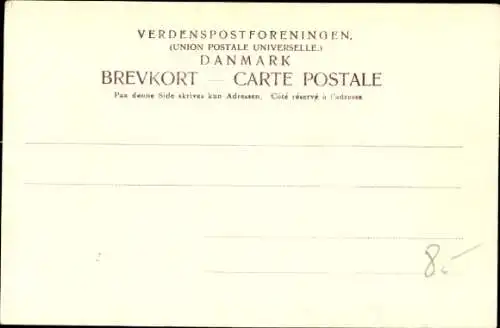 VERDENSPOSTFORENINGEN.
(UNION POSTALE UNIVERSELLE.)
DANMARK
BREVKORT — CARTE POSTALE
Paa denne Side skrives kun Adressen. Côté réservé à l'adresse
8,-